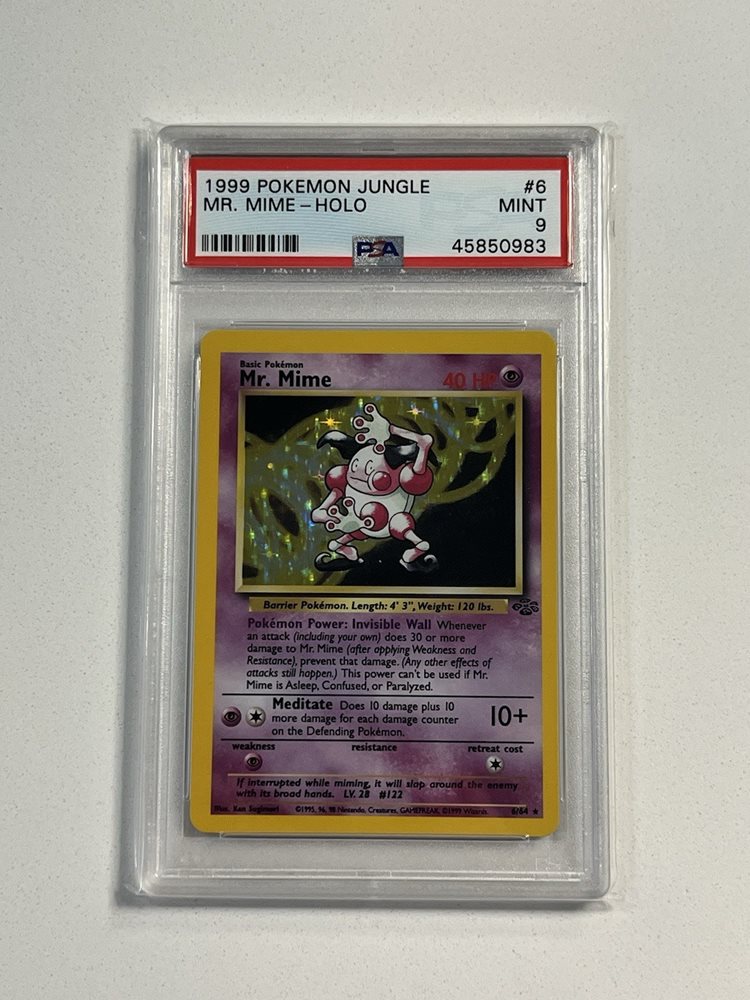 1999 POKEMON JUNGLE #6
MR. MIME – HOLO MINT
9
PSA 45850983
Basic Pokémon
Mr. Mime 40 HP
Barrier Pokémon. Length: 4' 3", Weight: 120 lbs.
Pokémon Power: Invisible Wall Whenever
an attack (including your own) does 30 or more
damage to Mr. Mime (after applying Weakness and
Resistance), prevent that damage. (Any other effects of
attacks still happen.) This power can't be used if Mr.
Mime is Asleep, Confused, or Paralyzed.
Meditate Does 10 damage plus 10
more damage for each damage counter
on the Defending Pokémon.
10+
weakness resistance retreat cost
If interrupted while miming, it will slap around the enemy
with its broad hands. LV. 28 #122
Illus. Ken Sugimori ©1995, 96, 98 Nintendo, Creatures, GAMEFREAK. ©1999 Wizards. 6/64 ★